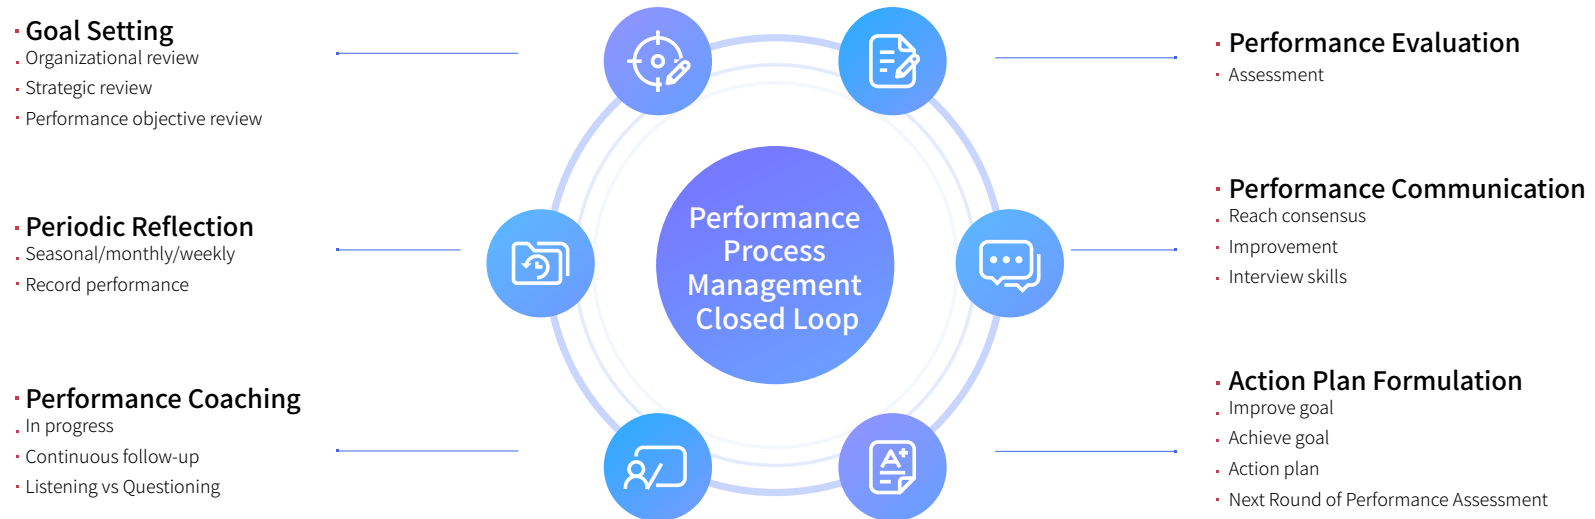 Goal Setting
Organizational review
Strategic review
Performance objective review
Periodic Reflection
Seasonal/monthly/weekly
Record performance
Performance Coaching
In progress
Continuous follow-up
Listening vs Questioning
Performance
Process
Management
Closed Loop
A+
Performance Evaluation
Assessment
Performance Communication
Reach consensus
Improvement
Interview skills
Action Plan Formulation
Improve goal
Achieve goal
Action plan
Next Round of Performance Assessment